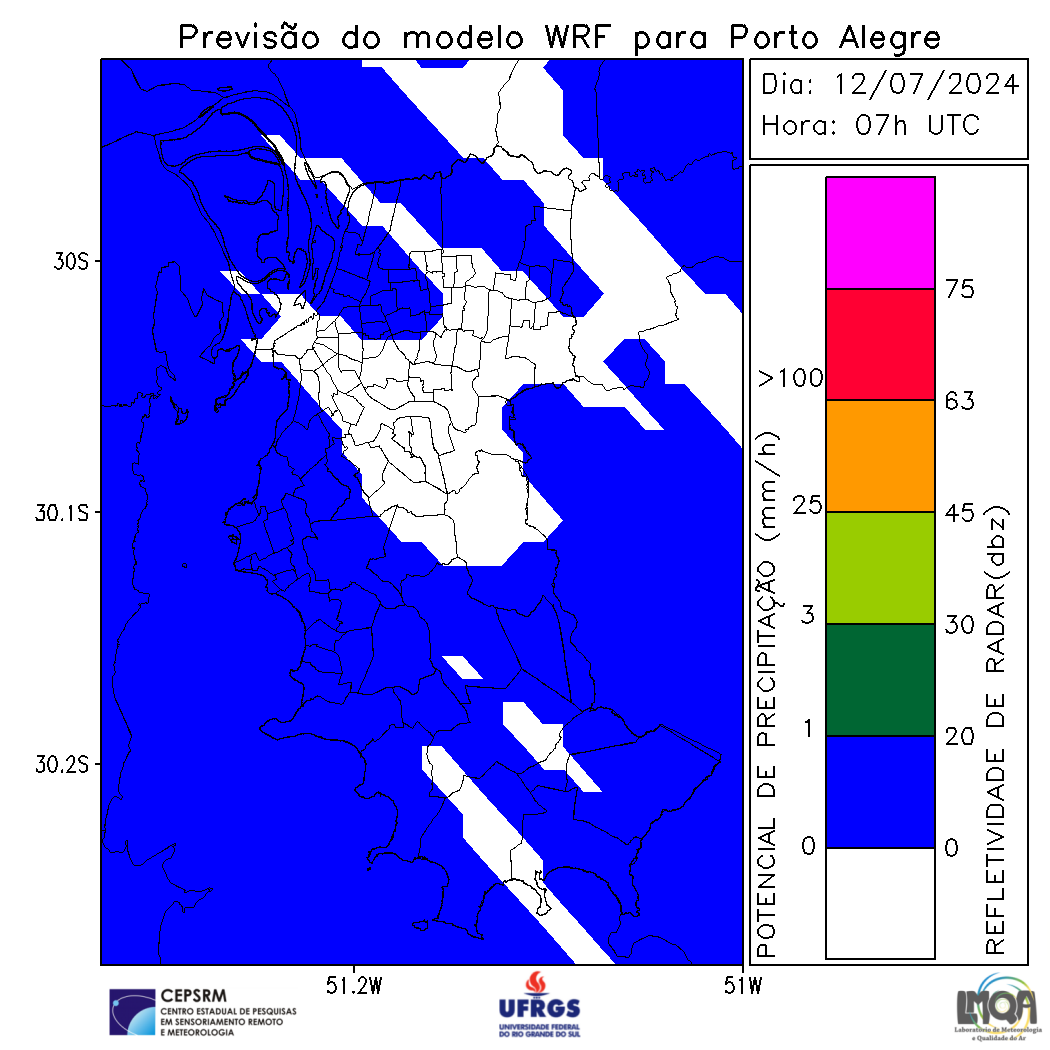 Previsão do modelo WRF para Porto Alegre
Dia: 12/07/2024
Hora: 07h UTC
30S
30.1S
30.2S
51.2W
51W
POTENCIAL DE PRECIPITAÇÃO (mm/h)
>100
25
3
1
0
75
63
45
30
20
0
REFLETIVIDADE DE RADAR(dbz)
CEPSRM
CENTRO ESTADUAL DE PESQUISAS
EM SENSORIAMENTO REMOTO
E METEOROLOGIA
UFRGS
UNIVERSIDADE FEDERAL
DO RIO GRANDE DO SUL
LMQA
Laboratório de Meteorologia
e Qualidade do Ar